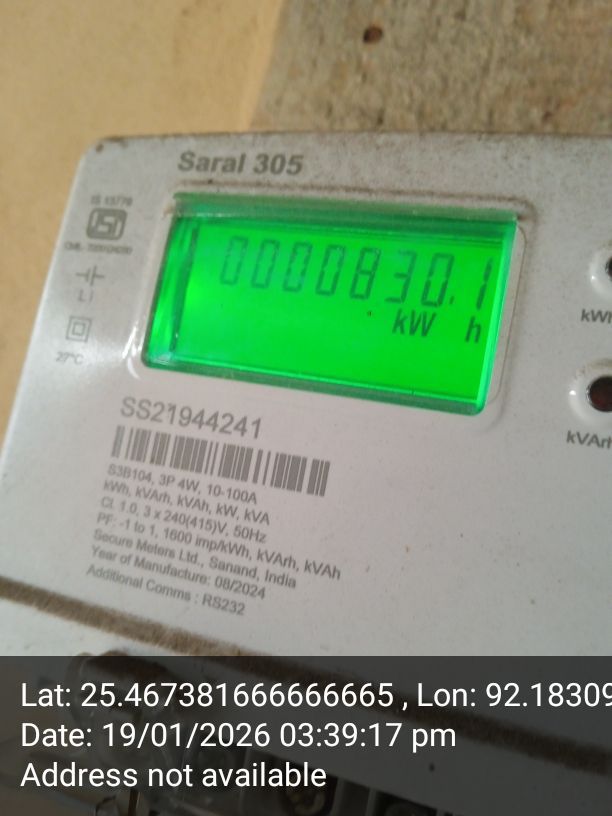 Saral 305
IS 13779
0000830.1
kW h
kWh
L1
27°C
kVArh
SS21944241
S3B104, 3P 4W, 10-100A
kWh, kVArh, kVAh, kW, kVA
Cl. 1.0, 3 x 240(415)V, 50Hz
PF: -1 to 1, 1600 imp/kWh, kVArh, kVAh
Secure Meters Ltd., Sanand, India
Year of Manufacture: 08/2024
Additional Comms : RS232
Lat: 25.467381666666665 , Lon: 92.18309
Date: 19/01/2026 03:39:17 pm
Address not available